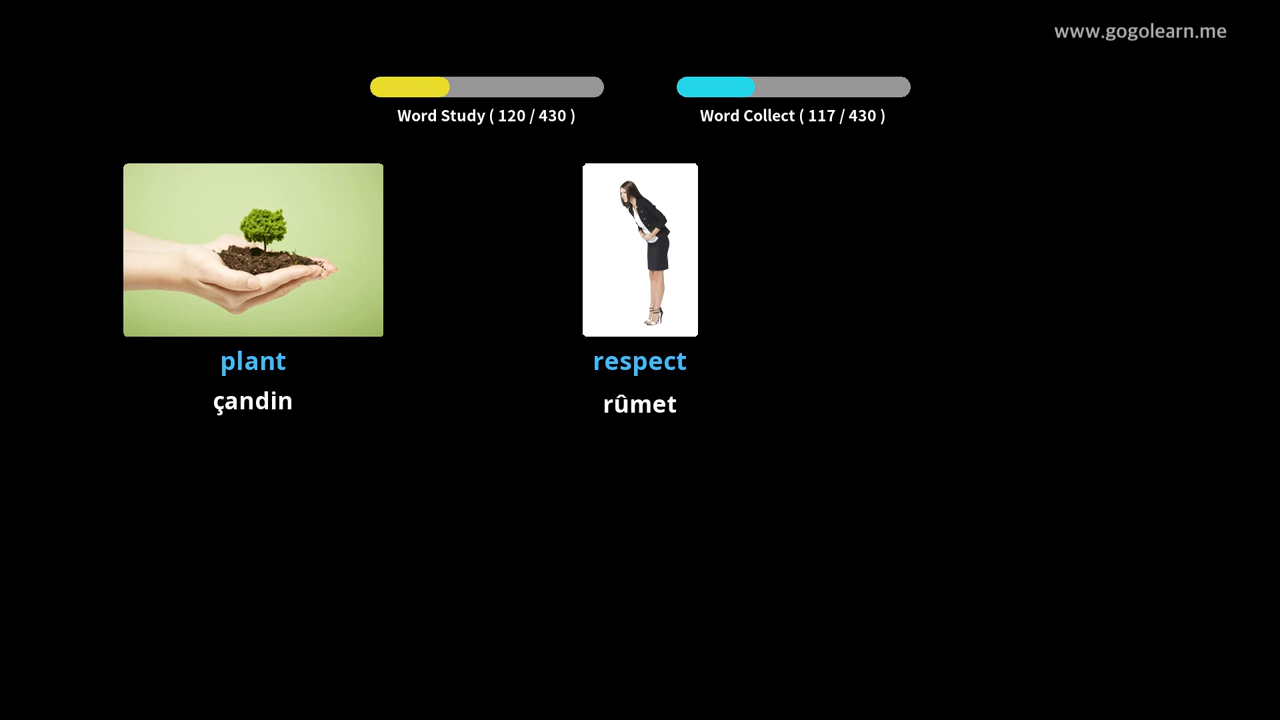 www.gogolearn.me
Word Study ( 120 / 430 )
Word Collect ( 117 / 430 )
plant
çandin
respect
rûmet